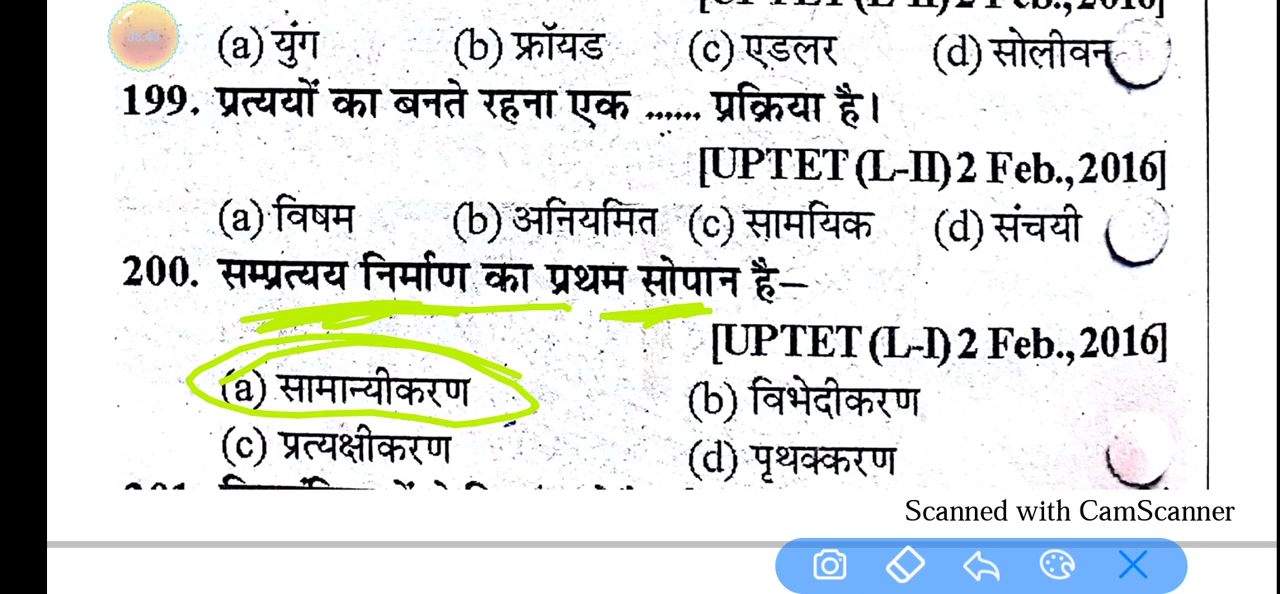 (a) युंग (b) फ्रॉयड (c) एडलर (d) सोलीवन
199. प्रत्ययों का बनते रहना एक ...... प्रक्रिया है।
[UPTET (L-II) 2 Feb., 2016]
(a) विषम (b) अनियमित (c) सामयिक (d) संचयी
200. सम्प्रत्यय निर्माण का प्रथम सोपान है–
[UPTET (L-I) 2 Feb., 2016]
(a) सामान्यीकरण (b) विभेदीकरण
(c) प्रत्यक्षीकरण (d) पृथक्करण
Scanned with CamScanner